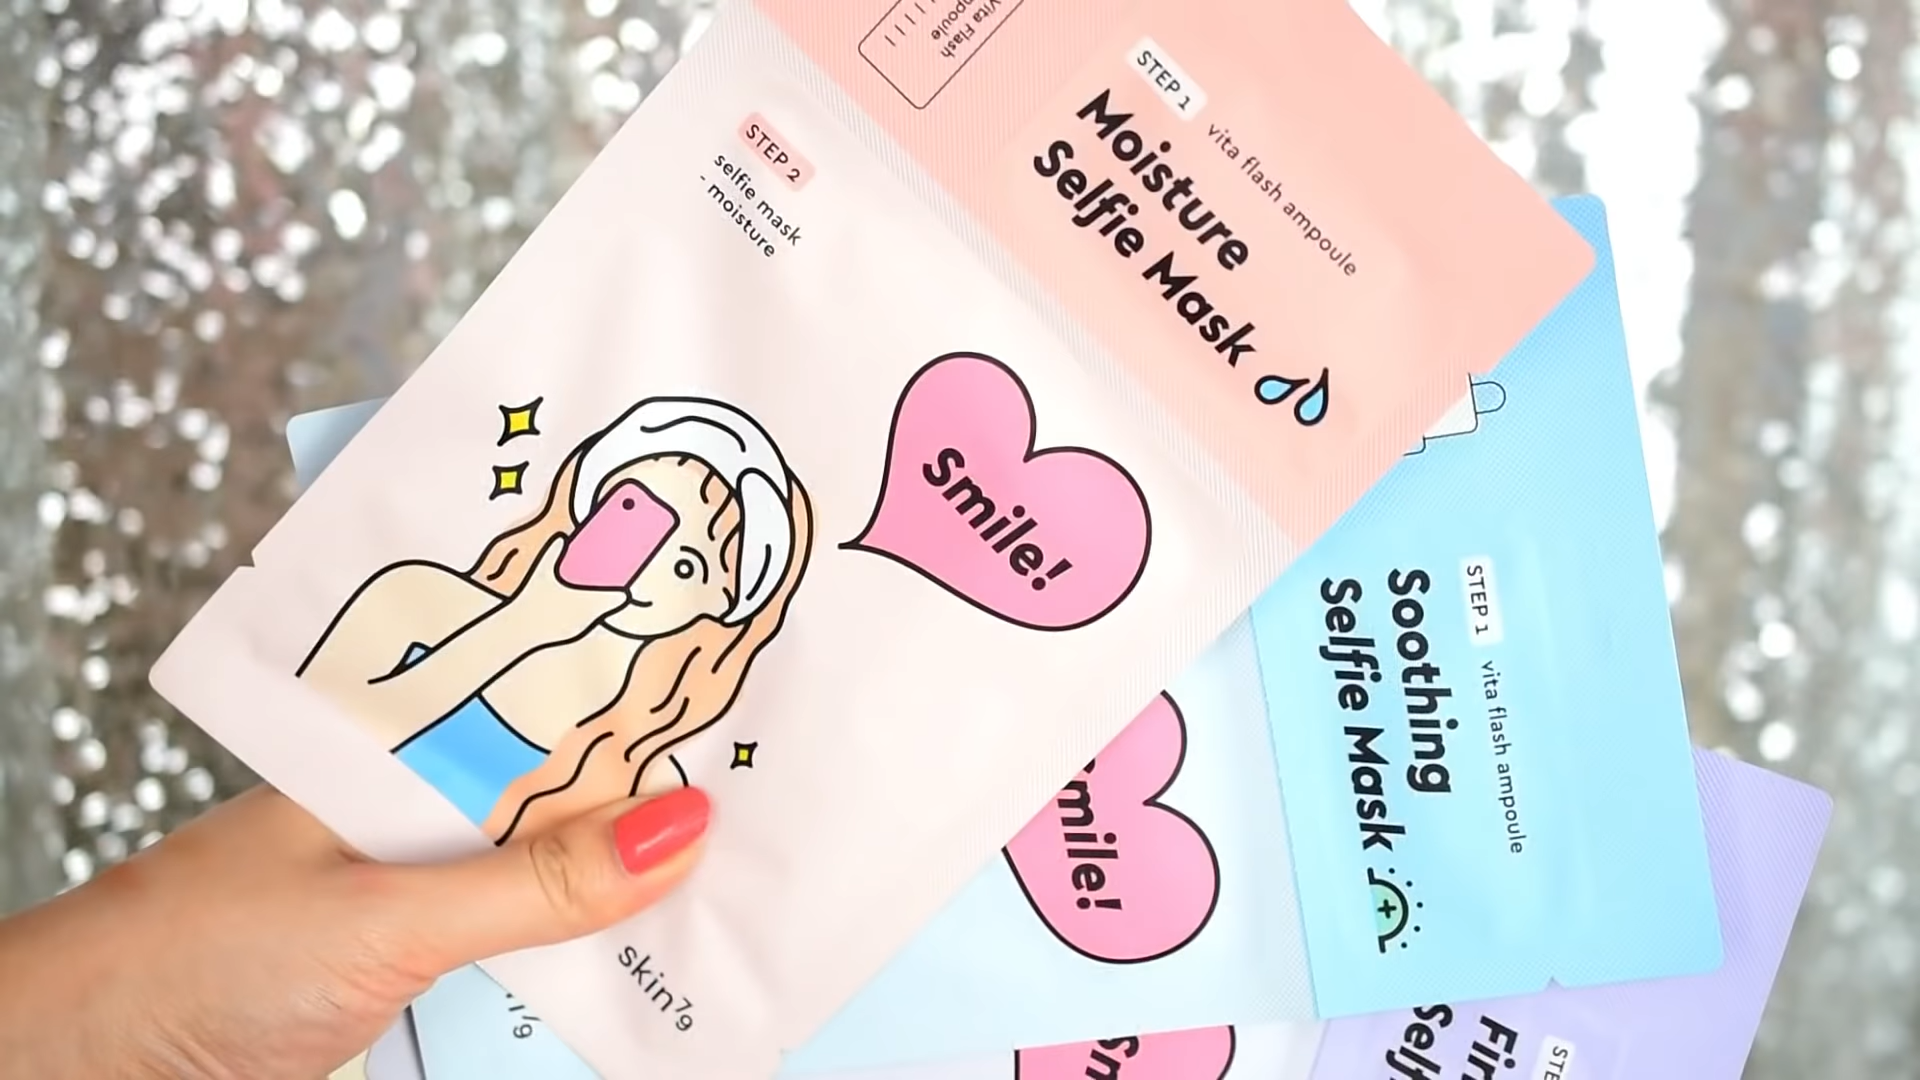 Vita Flash
STEP 1
vita flash ampoule
Moisture
Selfie Mask
STEP 2
selfie mask
- moisture
Smile!
skin79
STEP 1
vita flash ampoule
Soothing
Selfie Mask
Smile!